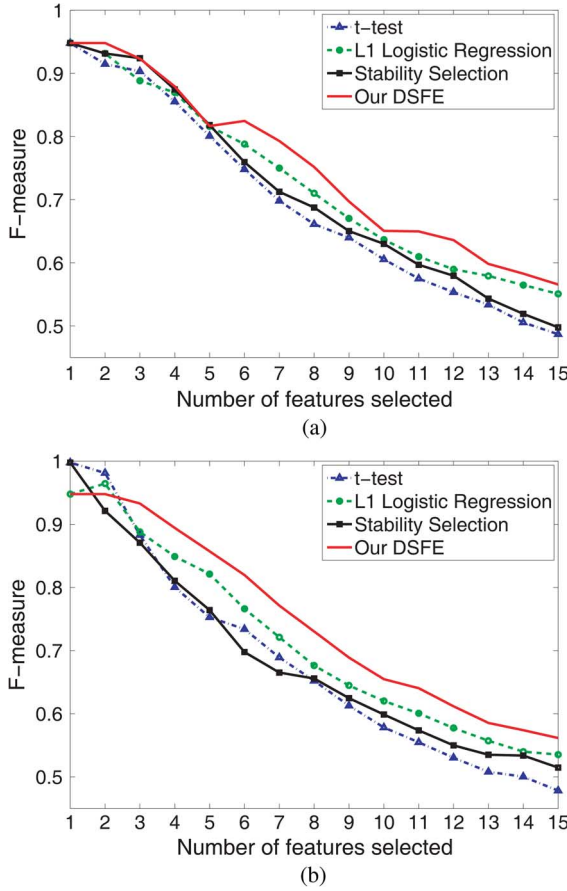 1
0.9
0.8
0.7
0.6
0.5
F-measure
t-test
L1 Logistic Regression
Stability Selection
Our DSFE
1 2 3 4 5 6 7 8 9 10 11 12 13 14 15
Number of features selected
(a)
1
0.9
0.8
0.7
0.6
0.5
F-measure
t-test
L1 Logistic Regression
Stability Selection
Our DSFE
1 2 3 4 5 6 7 8 9 10 11 12 13 14 15
Number of features selected
(b)